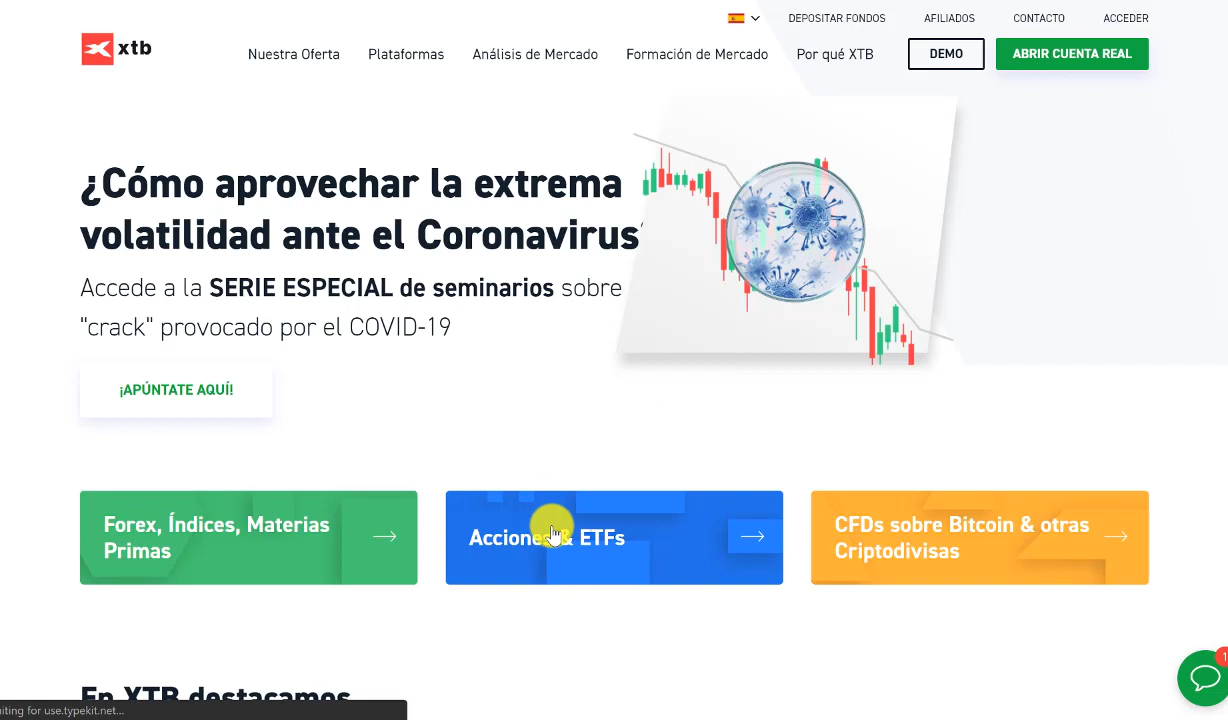 DEPOSITAR FONDOS AFILIADOS CONTACTO ACCEDER
xtb Nuestra Oferta Plataformas Análisis de Mercado Formación de Mercado Por qué XTB DEMO ABRIR CUENTA REAL
¿Cómo aprovechar la extrema
volatilidad ante el Coronavirus
Accede a la SERIE ESPECIAL de seminarios sobre
"crack" provocado por el COVID-19
¡APÚNTATE AQUÍ!
Forex, Índices, Materias
Primas
Acciones & ETFs
CFDs sobre Bitcoin & otras
Criptodivisas
1
En XTB destacamos
iting for use.typekit.net...